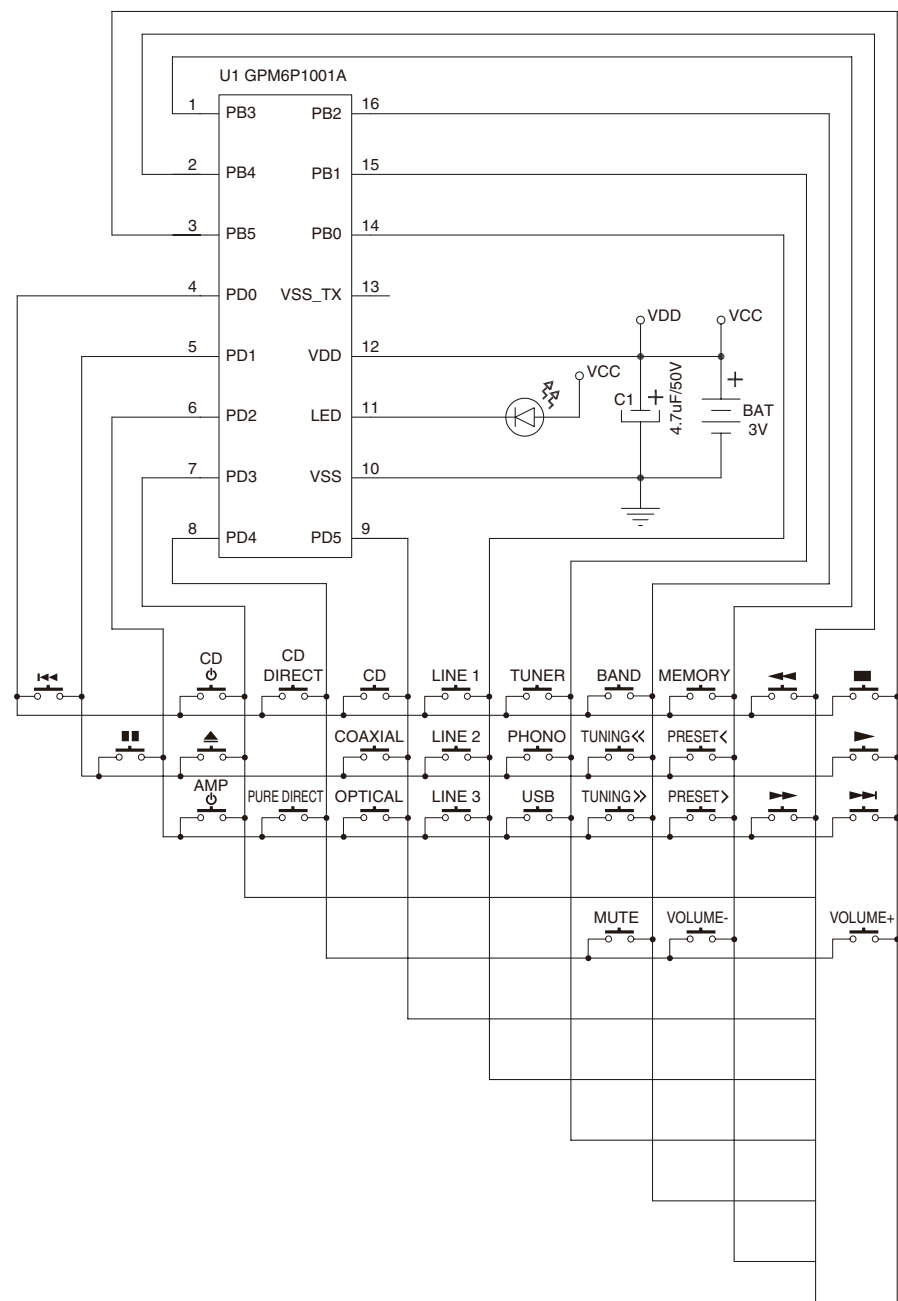 U1 GPM6P1001A
1 PB3 PB2 16
2 PB4 PB1 15
3 PB5 PB0 14
4 PD0 VSS_TX 13
VDD VCC
5 PD1 VDD 12
VCC
6 PD2 LED 11
C1 + 4.7uF/50V
+ BAT
3V
7 PD3 VSS 10
8 PD4 PD5 9
CD
CD
DIRECT
CD
LINE 1
TUNER
BAND
MEMORY
COAXIAL
LINE 2
PHONO
TUNING<<
PRESET<
AMP
PURE DIRECT
OPTICAL
LINE 3
USB
TUNING>>
PRESET>
MUTE
VOLUME-
VOLUME+